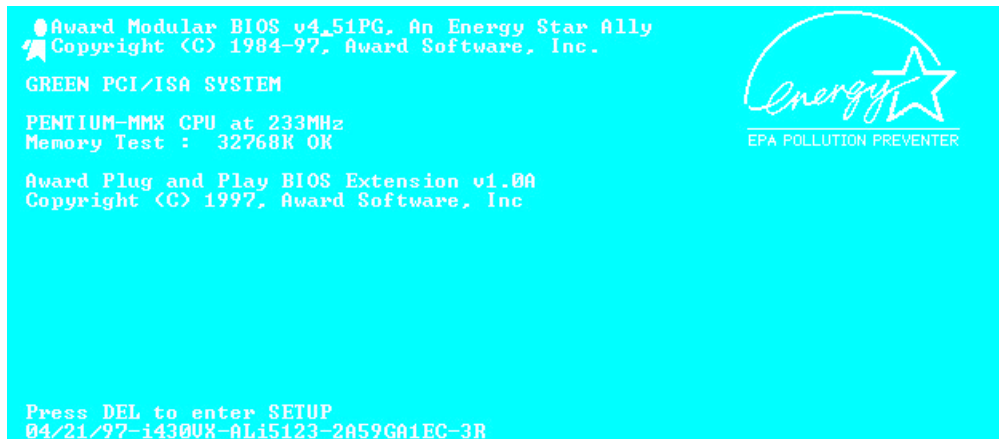 Award Modular BIOS v4.51PG, An Energy Star Ally
Copyright (C) 1984-97, Award Software, Inc.
GREEN PCI/ISA SYSTEM
energy
EPA POLLUTION PREVENTER
PENTIUM-MMX CPU at 233MHz
Memory Test :  32768K OK
Award Plug and Play BIOS Extension v1.0A
Copyright (C) 1997, Award Software, Inc
Press DEL to enter SETUP
04/21/97-i430VX-ALi5123-2A59GA1EC-3R